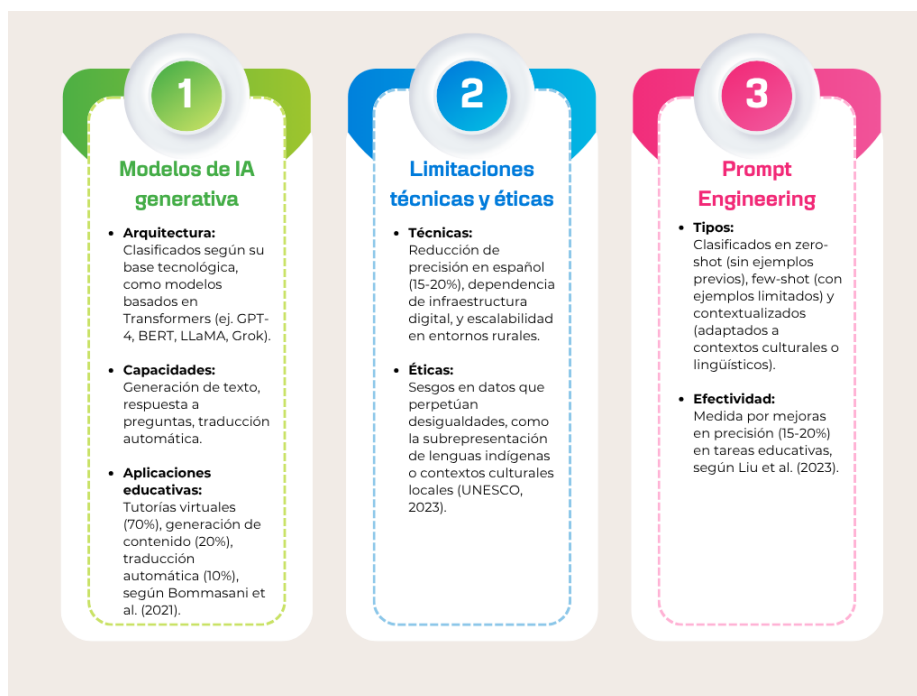 1
Modelos de IA
generativa
• Arquitectura:
Clasificados según su
base tecnológica,
como modelos
basados en
Transformers (ej. GPT-
4, BERT, LLaMA, Grok).
• Capacidades:
Generación de texto,
respuesta a
preguntas, traducción
automática.
• Aplicaciones
educativas:
Tutorías virtuales
(70%), generación de
contenido (20%),
traducción
automática (10%),
según Bommasani et
al. (2021).
2
Limitaciones
técnicas y éticas
• Técnicas:
Reducción de
precisión en español
(15-20%), dependencia
de infraestructura
digital, y escalabilidad
en entornos rurales.
• Éticas:
Sesgos en datos que
perpetúan
desigualdades, como
la subrepresentación
de lenguas indígenas
o contextos culturales
locales (UNESCO,
2023).
3
Prompt
Engineering
• Tipos:
Clasificados en zero-
shot (sin ejemplos
previos), few-shot (con
ejemplos limitados) y
contextualizados
(adaptados a
contextos culturales o
lingüísticos).
• Efectividad:
Medida por mejoras
en precisión (15-20%)
en tareas educativas,
según Liu et al. (2023).